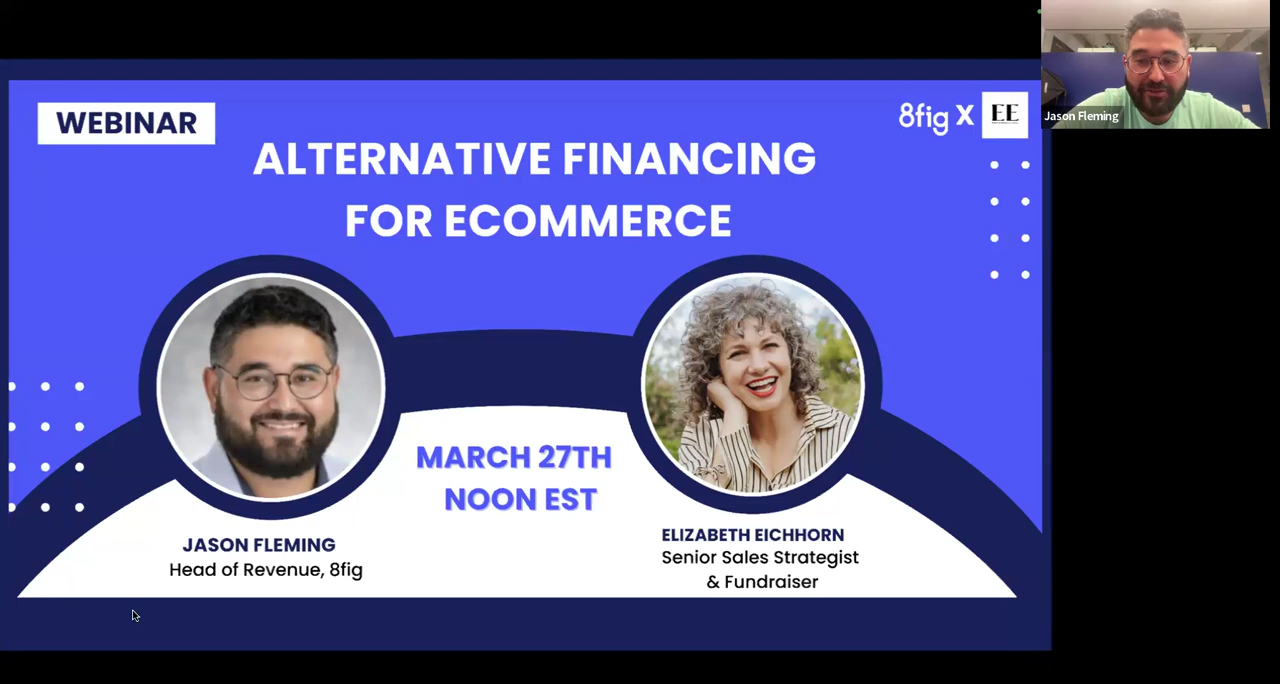 WEBINAR
8fig X EE
ALTERNATIVE FINANCING
FOR ECOMMERCE
MARCH 27TH
NOON EST
JASON FLEMING
Head of Revenue, 8fig
ELIZABETH EICHHORN
Senior Sales Strategist
& Fundraiser
Jason Fleming